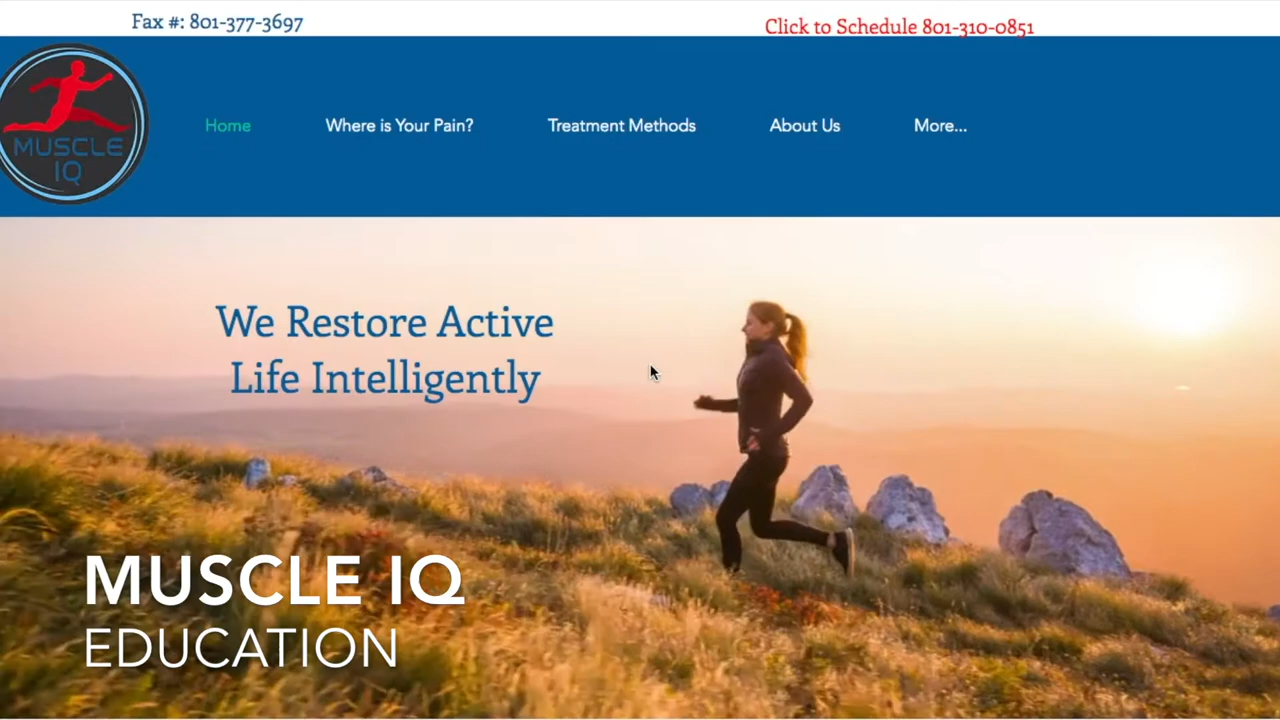 Fax #: 801-377-3697
Click to Schedule 801-310-0851
MUSCLE
IQ
Home
Where is Your Pain?
Treatment Methods
About Us
More...
We Restore Active
Life Intelligently
MUSCLE IQ
EDUCATION